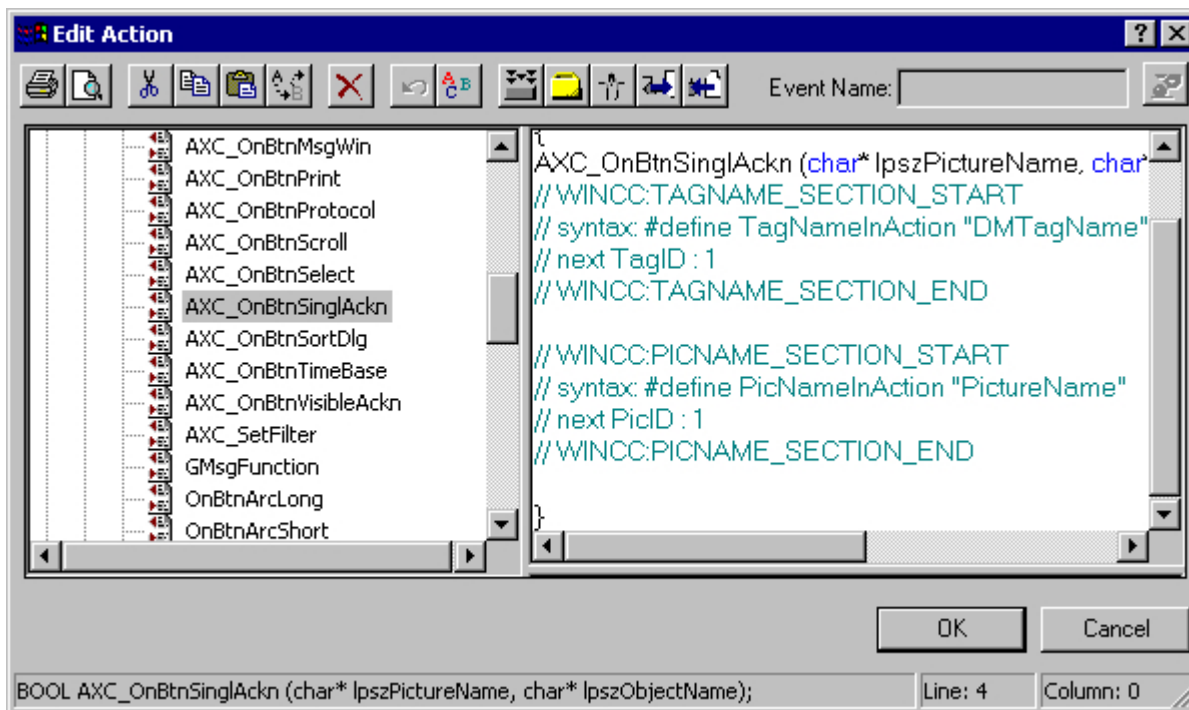 Edit Action
Event Name:
AXC_OnBtnMsgWin
AXC_OnBtnPrint
AXC_OnBtnProtocol
AXC_OnBtnScroll
AXC_OnBtnSelect
AXC_OnBtnSinglAckn
AXC_OnBtnSortDlg
AXC_OnBtnTimeBase
AXC_OnBtnVisibleAckn
AXC_SetFilter
GMsgFunction
OnBtnArcLong
OnBtnArcShort
{
AXC_OnBtnSinglAckn (char* lpszPictureName, char*
// WINCC:TAGNAME_SECTION_START
// syntax: #define TagNameInAction "DMTagName"
// next TagID : 1
// WINCC:TAGNAME_SECTION_END
// WINCC:PICNAME_SECTION_START
// syntax: #define PicNameInAction "PictureName"
// next PicID : 1
// WINCC:PICNAME_SECTION_END
}
OK
Cancel
BOOL AXC_OnBtnSinglAckn (char* lpszPictureName, char* lpszObjectName);
Line: 4
Column: 0